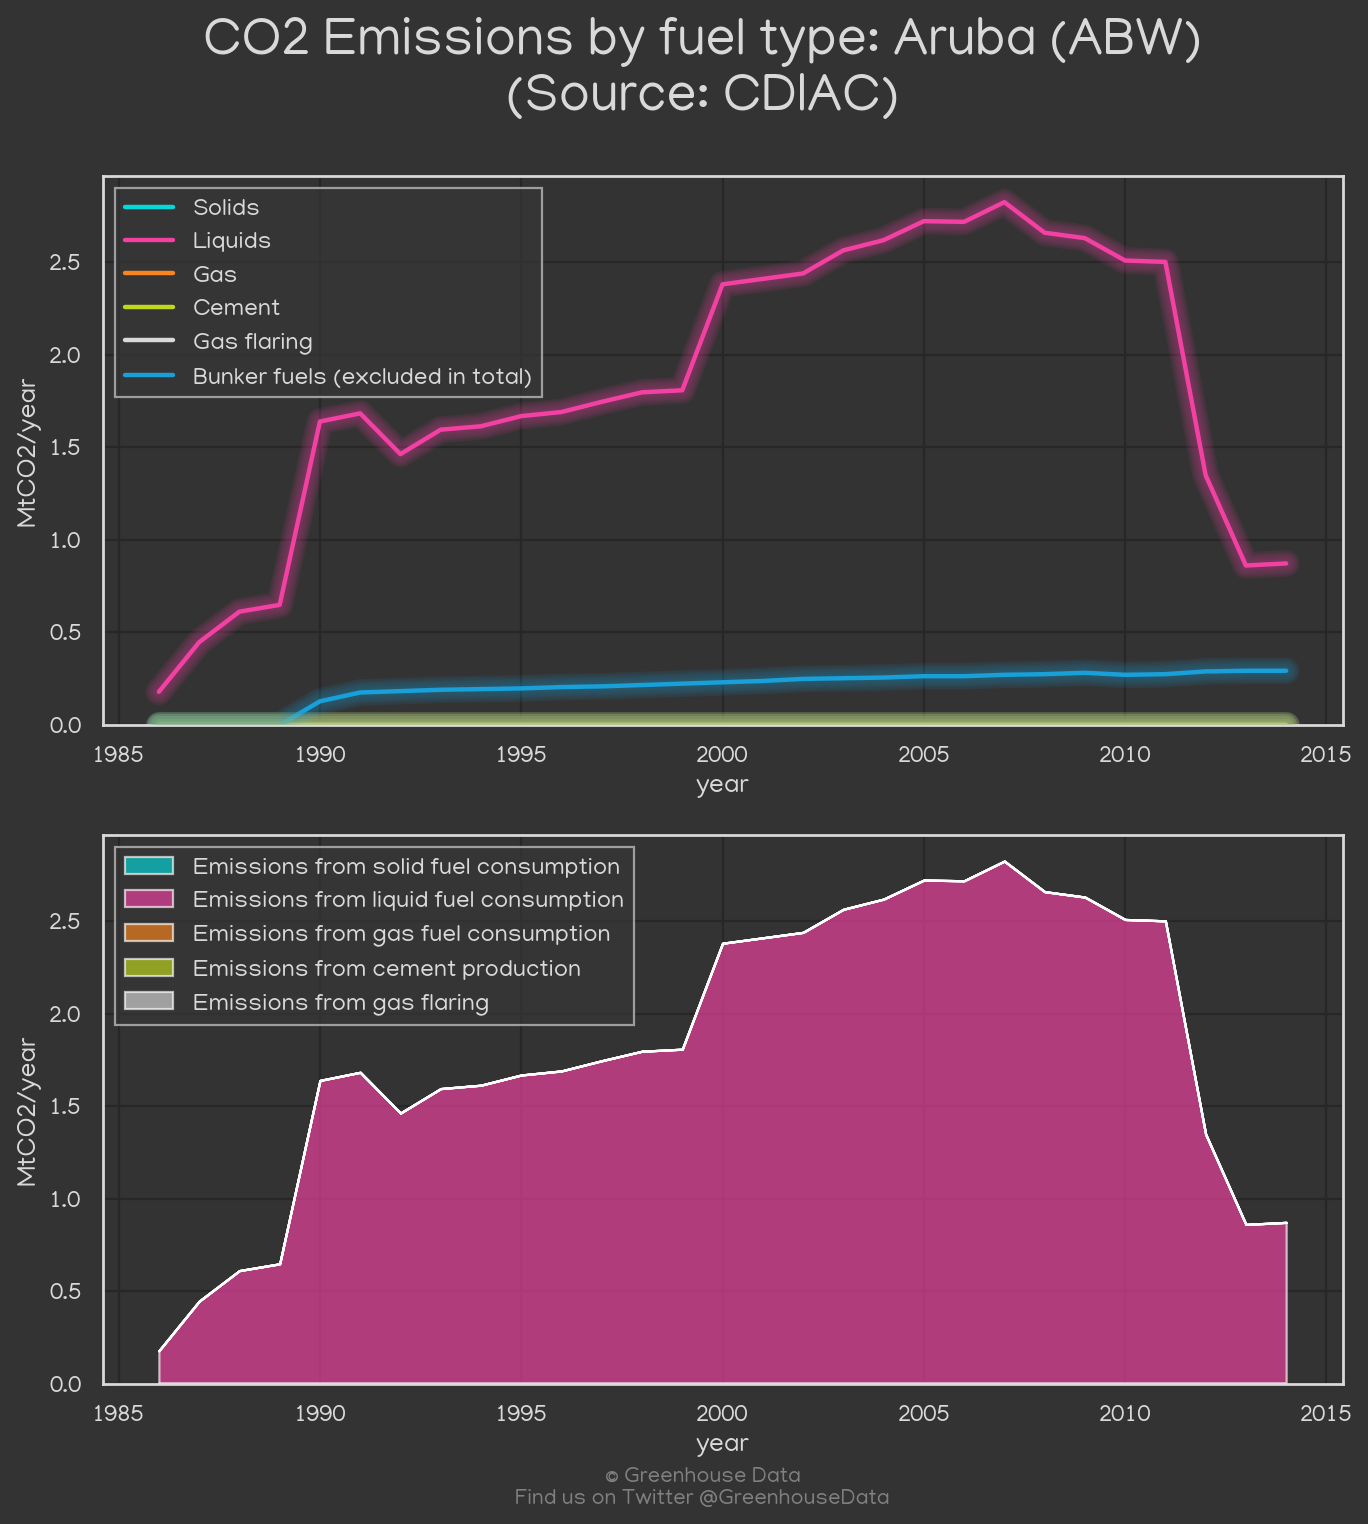 CO2 Emissions by fuel type: Aruba (ABW)
(Source: CDIAC)
Solids
Liquids
Gas
Cement
Gas flaring
Bunker fuels (excluded in total)
MtCO2/year
2.5
2.0
1.5
1.0
0.5
0.0
1985 1990 1995 2000 2005 2010 2015
year
Emissions from solid fuel consumption
Emissions from liquid fuel consumption
Emissions from gas fuel consumption
Emissions from cement production
Emissions from gas flaring
MtCO2/year
2.5
2.0
1.5
1.0
0.5
0.0
1985 1990 1995 2000 2005 2010 2015
year
© Greenhouse Data
Find us on Twitter @GreenhouseData